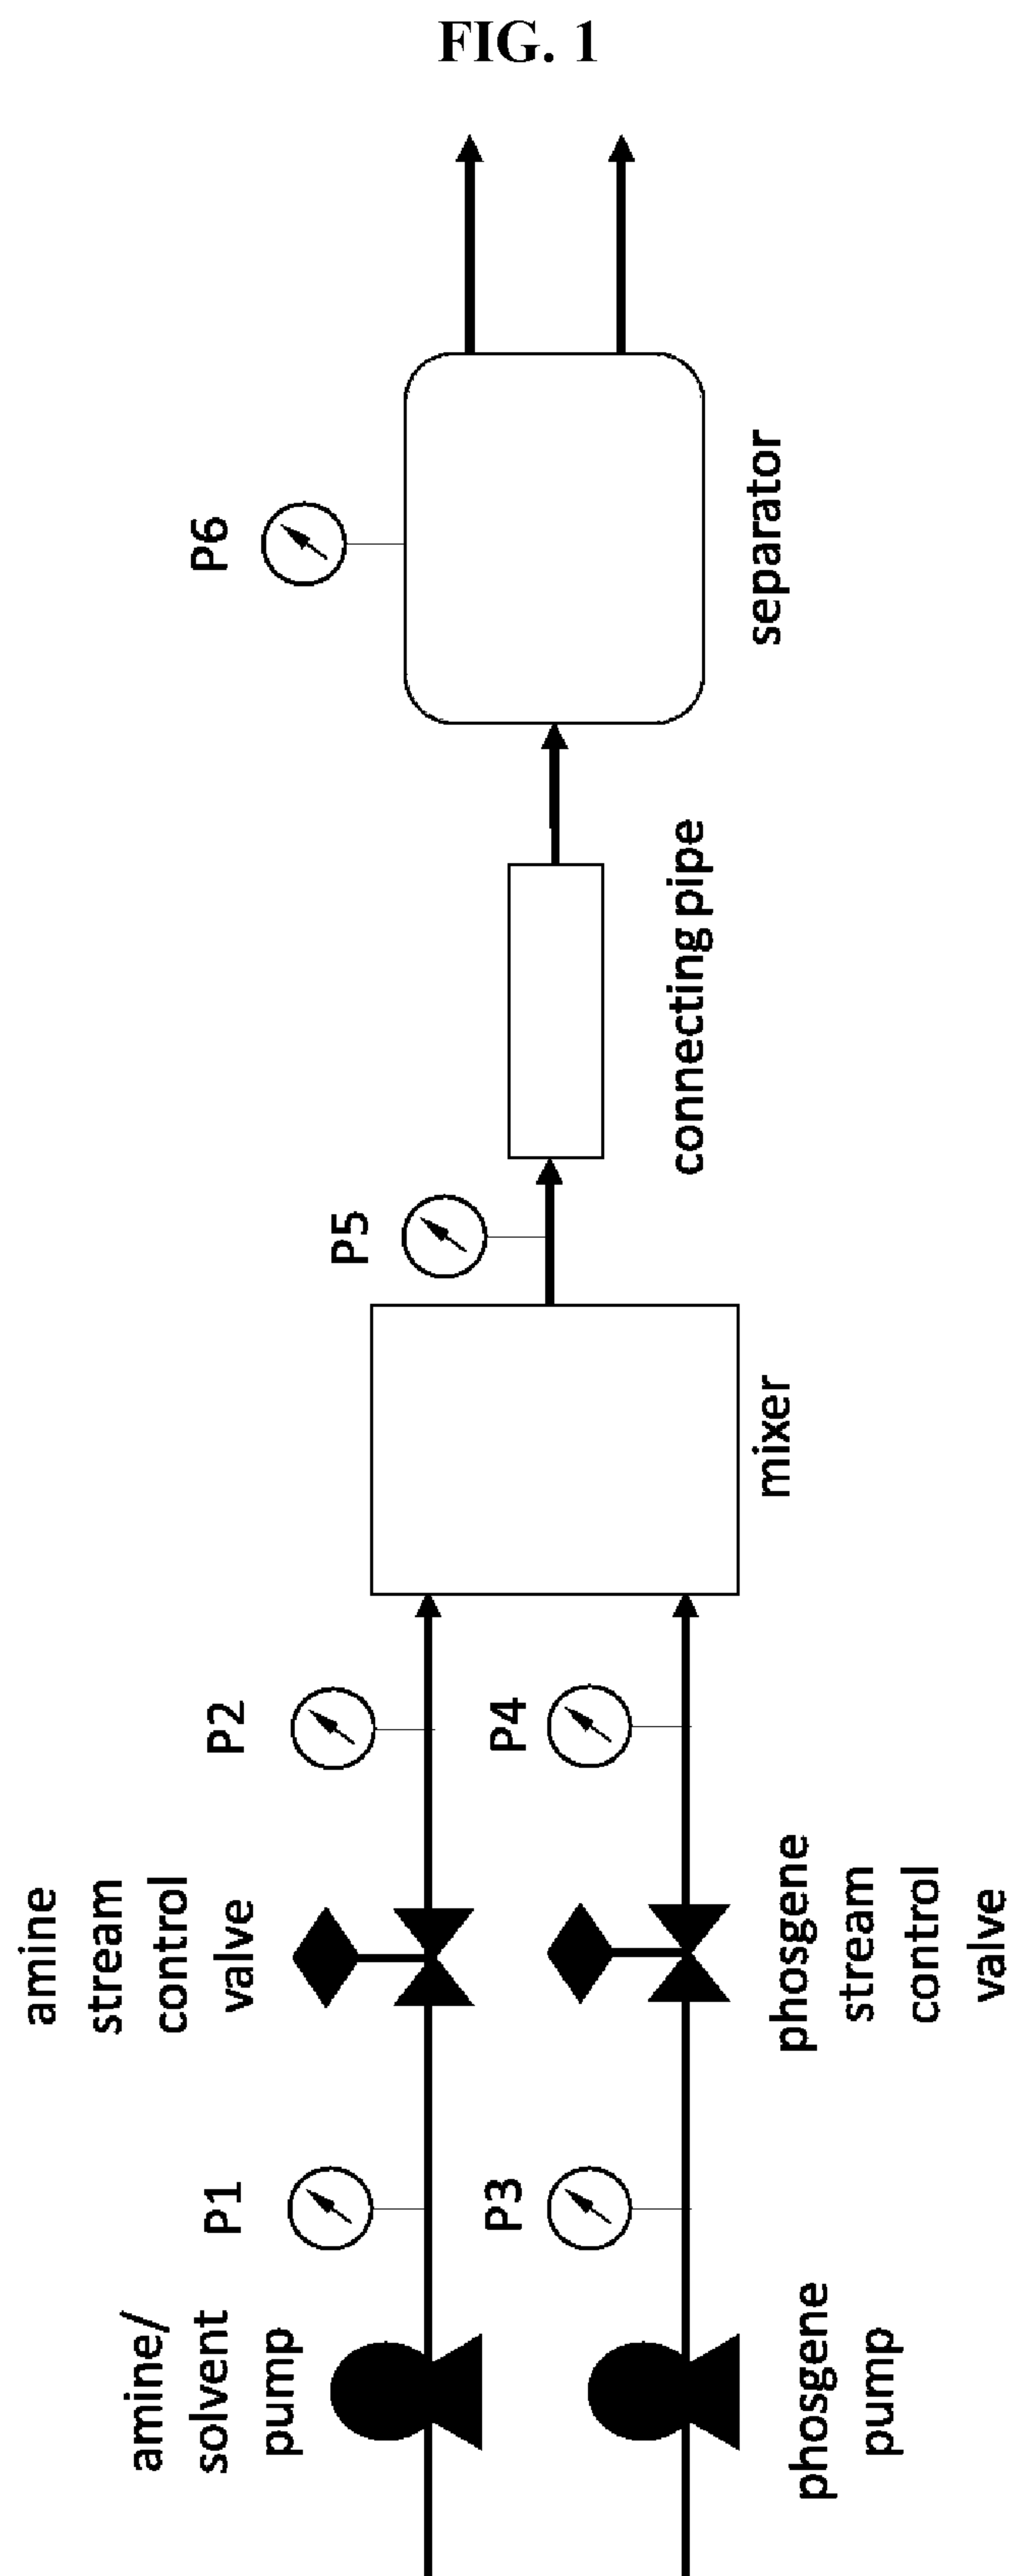 FIG. 1
P6
separator
connecting pipe
P5
mixer
P2
P4
amine
stream
control
valve
phosgene
stream
control
valve
P1
P3
amine/
solvent
pump
phosgene
pump